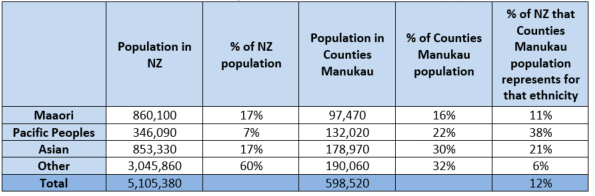 Population in NZ | % of NZ population | Population in Counties Manukau | % of Counties Manukau population | % of NZ that Counties Manukau population represents for that ethnicity
Maaori | 860,100 | 17% | 97,470 | 16% | 11%
Pacific Peoples | 346,090 | 7% | 132,020 | 22% | 38%
Asian | 853,330 | 17% | 178,970 | 30% | 21%
Other | 3,045,860 | 60% | 190,060 | 32% | 6%
Total | 5,105,380 | 598,520 | 12%